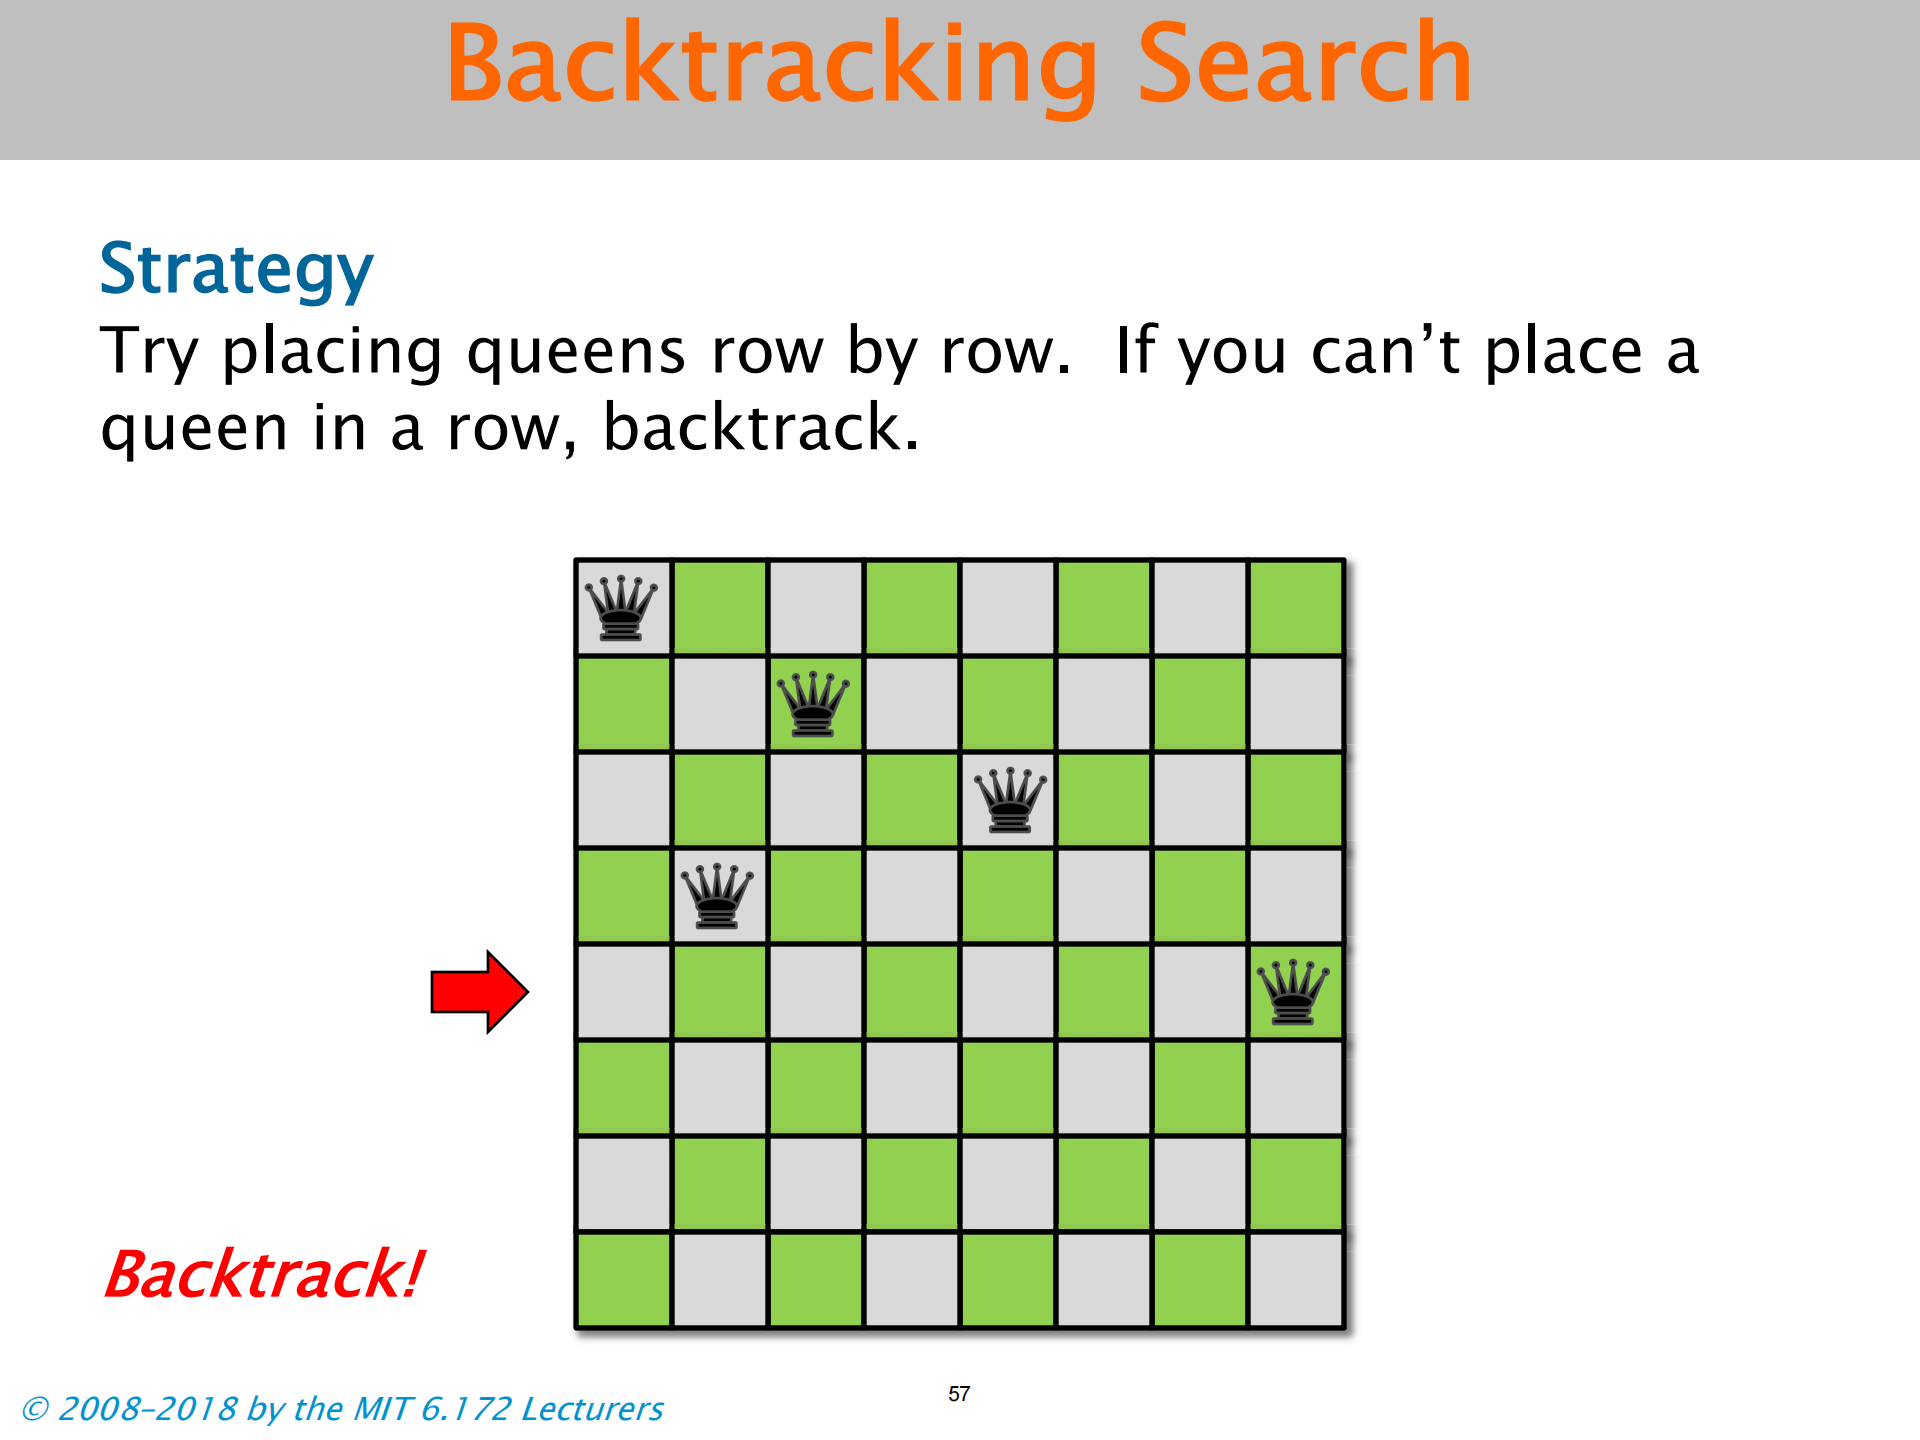 Backtracking Search
Strategy
Try placing queens row by row.  If you can’t place a
queen in a row, backtrack.
Backtrack!
© 2008–2018 by the MIT 6.172 Lecturers
57